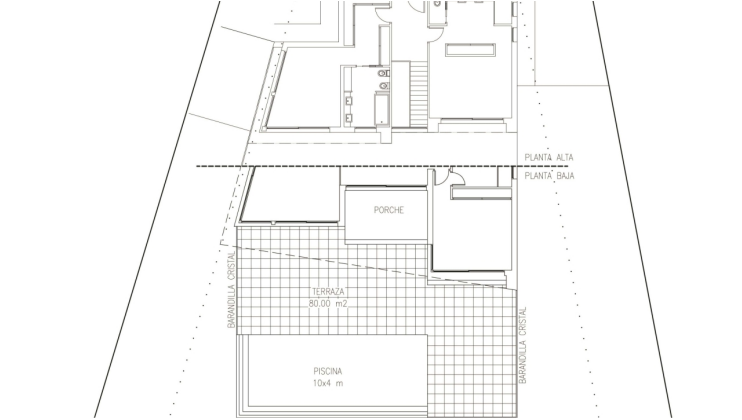 PLANTA ALTA
PLANTA BAJA
PORCHE
BARANDILLA CRISTAL
TERRAZA
80.00 m2
BARANDILLA CRISTAL
PISCINA
10x4 m